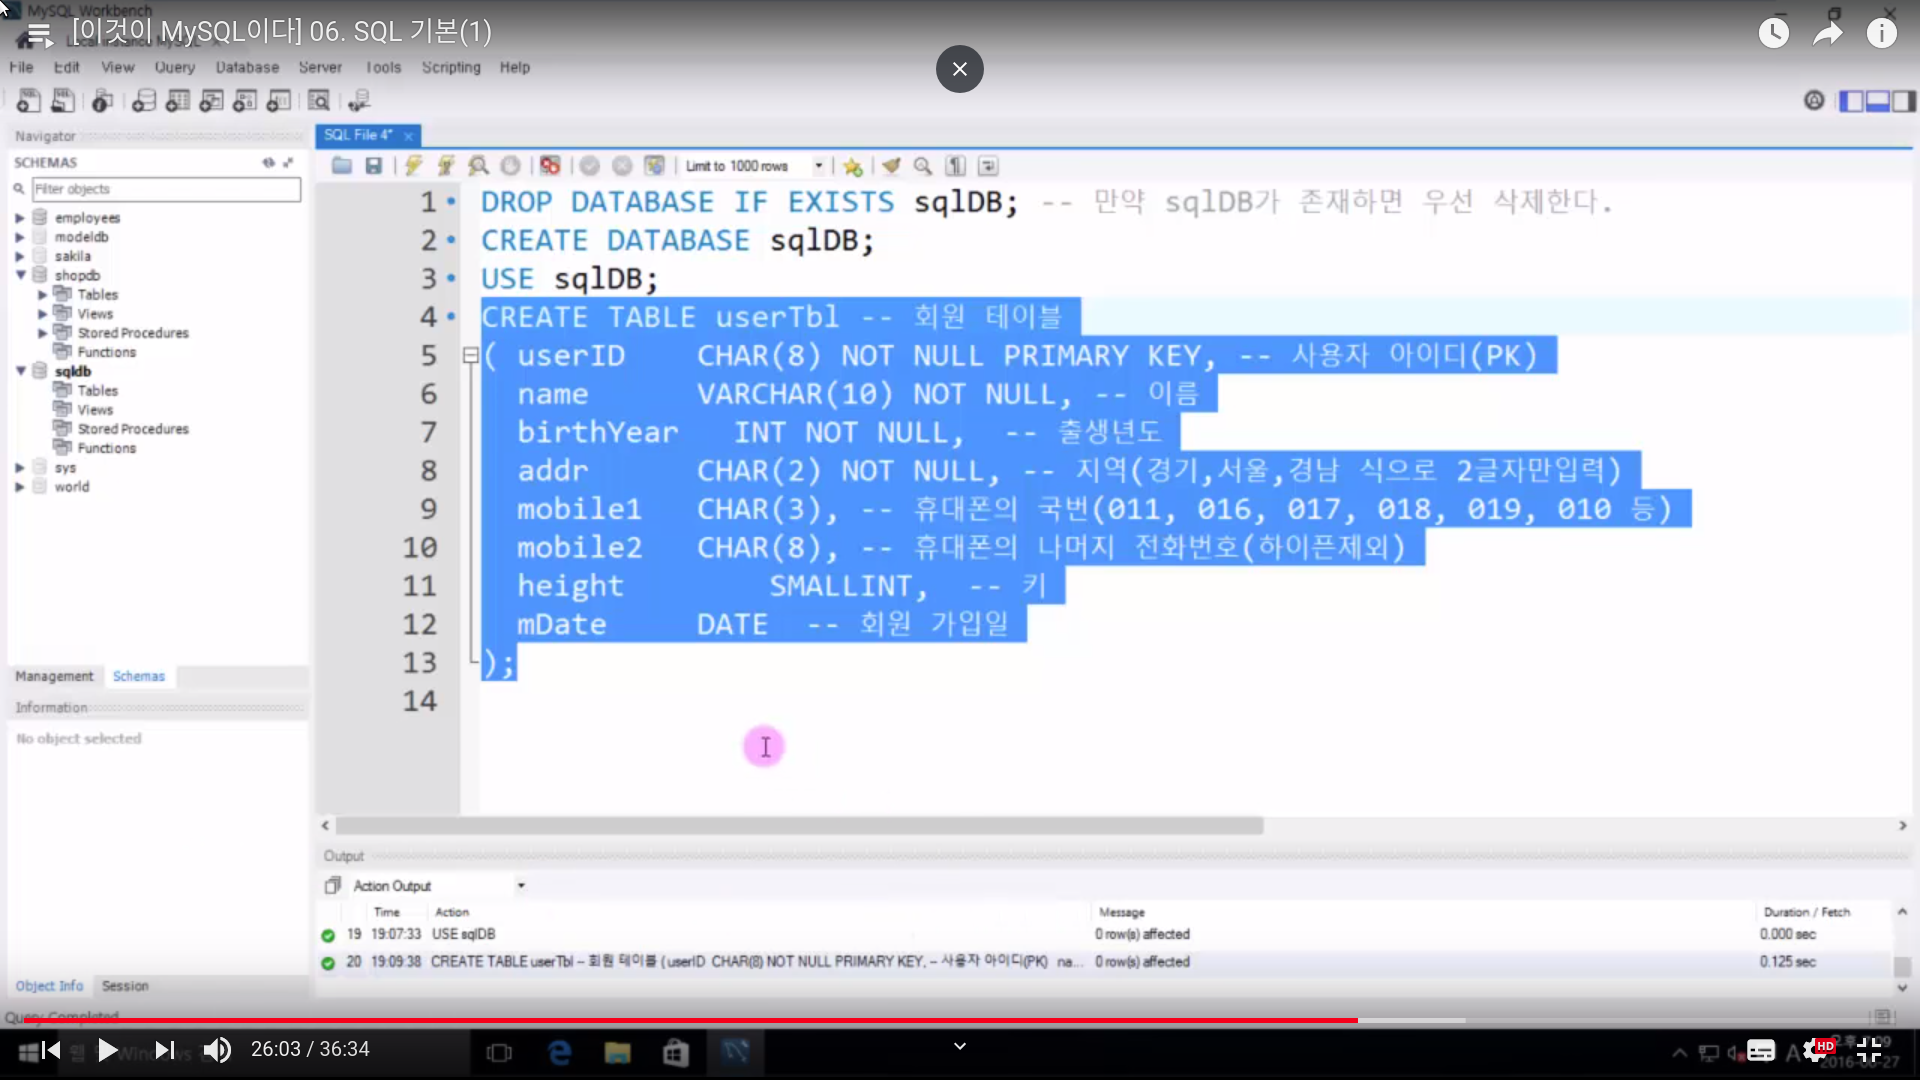 MySQL Workbench
[이것이 MySQL이다] 06. SQL 기본(1)
File Edit View Query Database Server Tools Scripting Help
Navigator
SQL File 4*
SCHEMAS
Limit to 1000 rows
Filter objects
employees
modeldb
sakila
shopdb
Tables
Views
Stored Procedures
Functions
sqldb
Tables
Views
Stored Procedures
Functions
sys
world
1 DROP DATABASE IF EXISTS sqlDB; -- 만약 sqlDB가 존재하면 우선 삭제한다.
2 CREATE DATABASE sqlDB;
3 USE sqlDB;
4 CREATE TABLE userTbl -- 회원 테이블
5 ( userID CHAR(8) NOT NULL PRIMARY KEY, -- 사용자 아이디(PK)
6 name VARCHAR(10) NOT NULL, -- 이름
7 birthYear INT NOT NULL, -- 출생년도
8 addr CHAR(2) NOT NULL, -- 지역(경기,서울,경남 식으로 2글자만입력)
9 mobile1 CHAR(3), -- 휴대폰의 국번(011, 016, 017, 018, 019, 010 등)
10 mobile2 CHAR(8), -- 휴대폰의 나머지 전화번호(하이픈제외)
11 height SMALLINT, -- 키
12 mDate DATE -- 회원 가입일
13 );
14
Management Schemas
Information
No object selected
Output
Action Output
Time Action Message Duration / Fetch
19 19:07:33 USE sqlDB 0 row(s) affected 0.000 sec
20 19:09:38 CREATE TABLE userTbl -- 회원 테이블 ( userID CHAR(8) NOT NULL PRIMARY KEY, -- 사용자 아이디(PK) na... 0 row(s) affected 0.125 sec
Object Info Session
Query Completed
26:03 / 36:34
HD